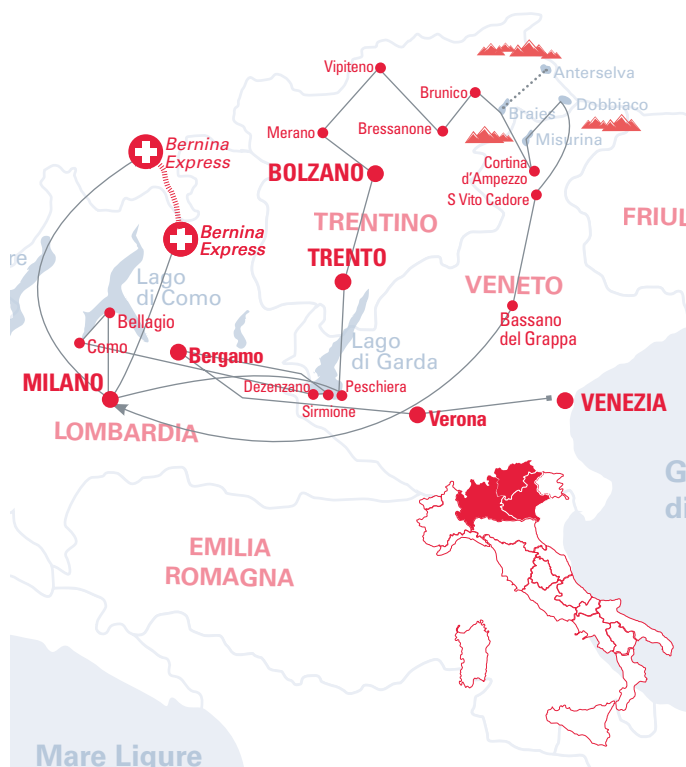 Vipiteno
Anterselva
Brunico
Dobbiaco
Braies
Merano
Bressanone
Misurina
Bernina
Express
BOLZANO
Cortina
d'Ampezzo
S Vito Cadore
TRENTINO
FRIUL
Bernina
Express
re
TRENTO
Lago
di Como
VENETO
Bellagio
Bassano
del Grappa
Como
Bergamo
Lago
di Garda
MILANO
Dezenzano
Peschiera
Sirmione
VENEZIA
Verona
LOMBARDIA
G
di
EMILIA
ROMAGNA
Mare Ligure